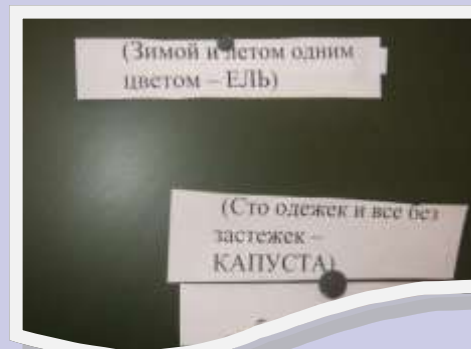 (Зимой и летом одним
цветом – ЕЛЬ)
(Сто одежек и все без
застежек –
КАПУСТА)